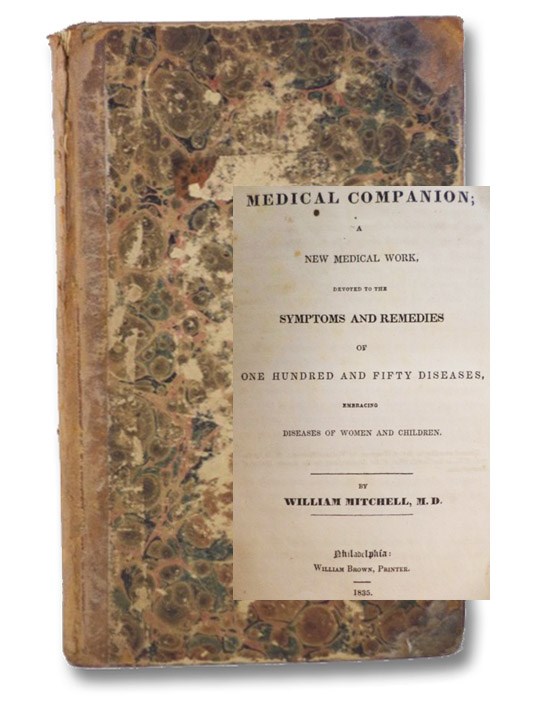 MEDICAL COMPANION;
A
NEW MEDICAL WORK,
DEVOTED TO THE
SYMPTOMS AND REMEDIES
OF
ONE HUNDRED AND FIFTY DISEASES,
EMBRACING
DISEASES OF WOMEN AND CHILDREN.
BY
WILLIAM MITCHELL, M. D.
Philadelphia:
WILLIAM BROWN, PRINTER.
1835.